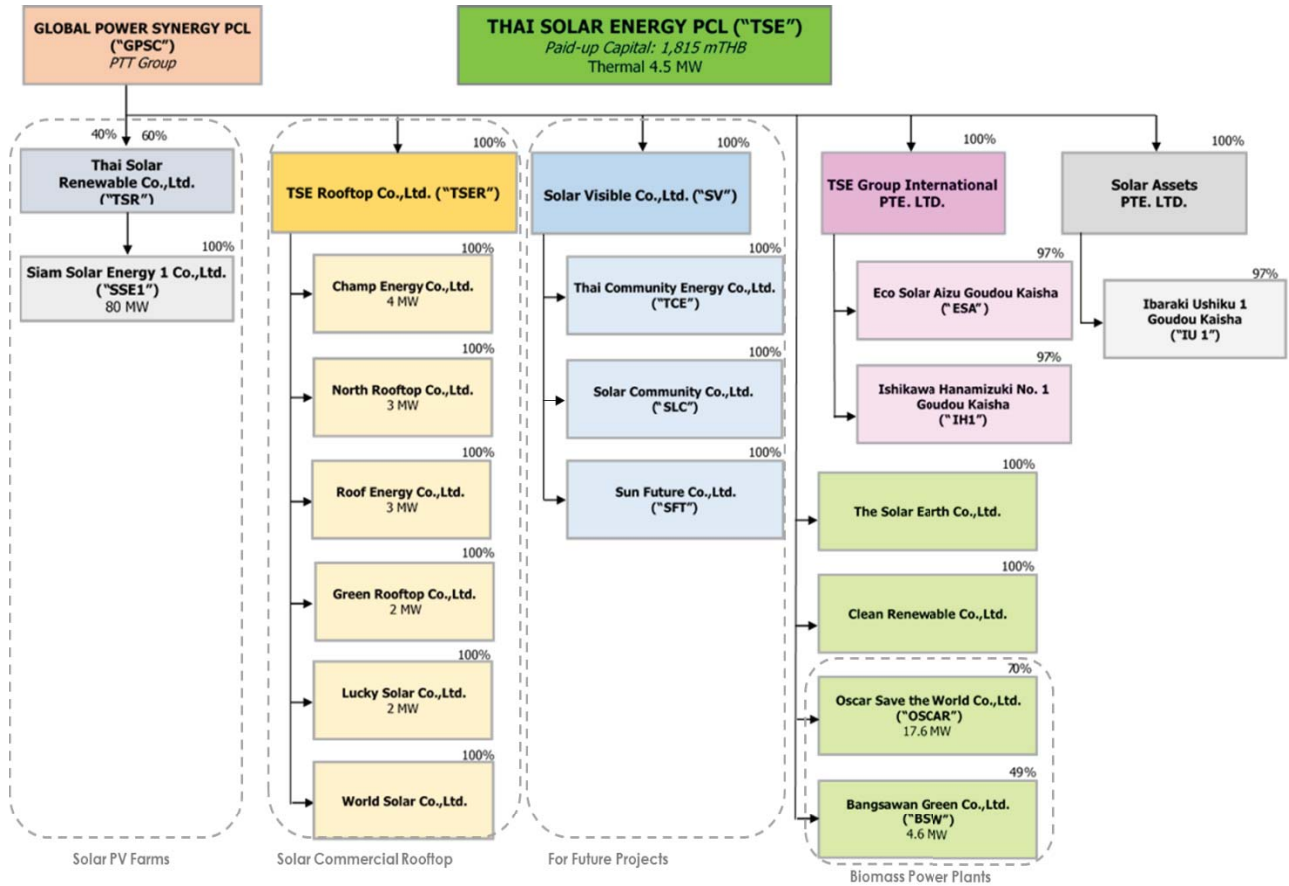 GLOBAL POWER SYNERGY PCL
("GPSC")
PTT Group
THAI SOLAR ENERGY PCL ("TSE")
Paid-up Capital: 1,815 mTHB
Thermal 4.5 MW
40%
60%
Thai Solar
Renewable Co.,Ltd.
("TSR")
100%
Siam Solar Energy 1 Co.,Ltd.
("SSE1")
80 MW
Solar PV Farms
100%
TSE Rooftop Co.,Ltd. ("TSER")
100%
Champ Energy Co.,Ltd.
4 MW
100%
North Rooftop Co.,Ltd.
3 MW
100%
Roof Energy Co.,Ltd.
3 MW
100%
Green Rooftop Co.,Ltd.
2 MW
100%
Lucky Solar Co.,Ltd.
2 MW
100%
World Solar Co.,Ltd.
Solar Commercial Rooftop
100%
Solar Visible Co.,Ltd. ("SV")
100%
Thai Community Energy Co.,Ltd.
("TCE")
100%
Solar Community Co.,Ltd.
("SLC")
100%
Sun Future Co.,Ltd.
("SFT")
For Future Projects
100%
TSE Group International
PTE. LTD.
97%
Eco Solar Aizu Goudou Kaisha
("ESA")
97%
Ishikawa Hanamizuki No. 1
Goudou Kaisha
("IH1")
100%
Solar Assets
PTE. LTD.
97%
Ibaraki Ushiku 1
Goudou Kaisha
("IU 1")
100%
The Solar Earth Co.,Ltd.
100%
Clean Renewable Co.,Ltd.
70%
Oscar Save the World Co.,Ltd.
("OSCAR")
17.6 MW
49%
Bangsawan Green Co.,Ltd.
("BSW")
4.6 MW
Biomass Power Plants